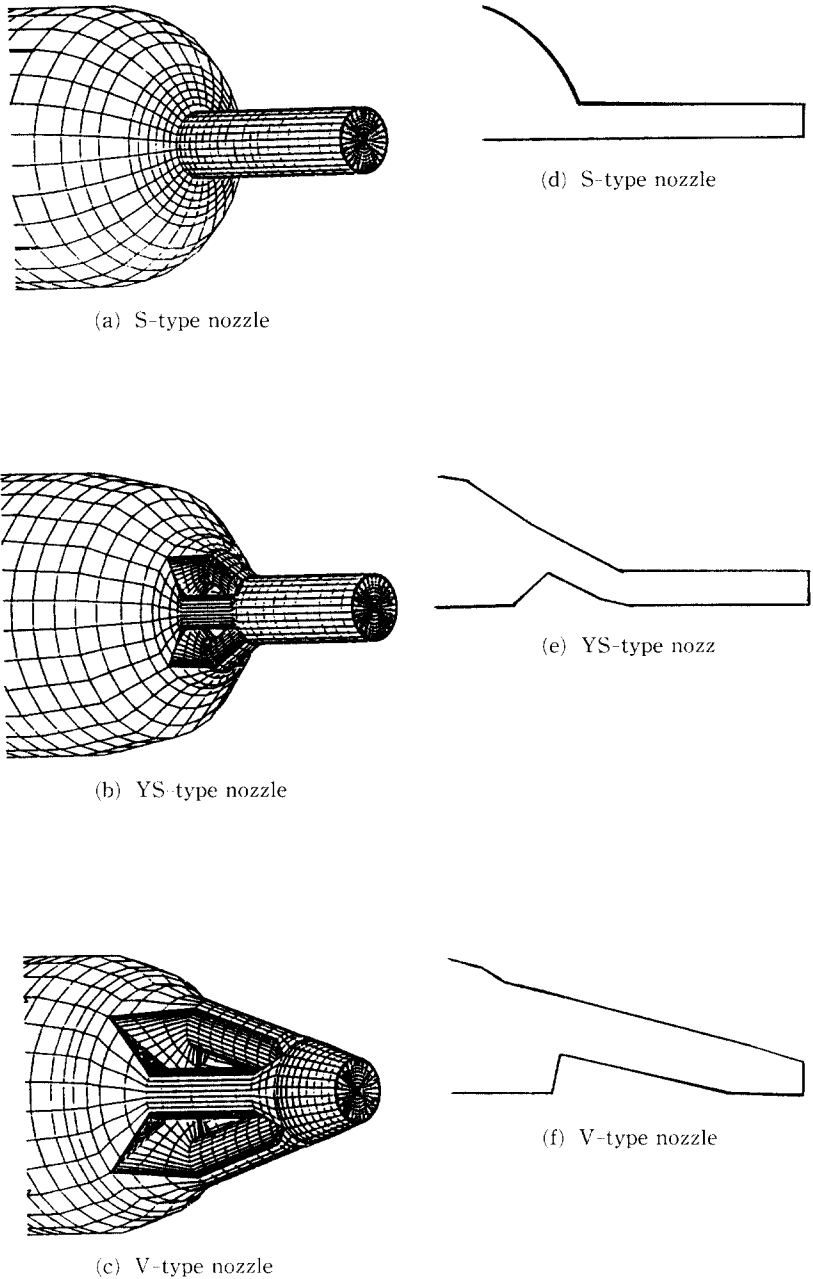 (a) S-type nozzle
(d) S-type nozzle
(b) YS type nozzle
(e) YS-type nozz
(c) V-type nozzle
(f) V-type nozzle